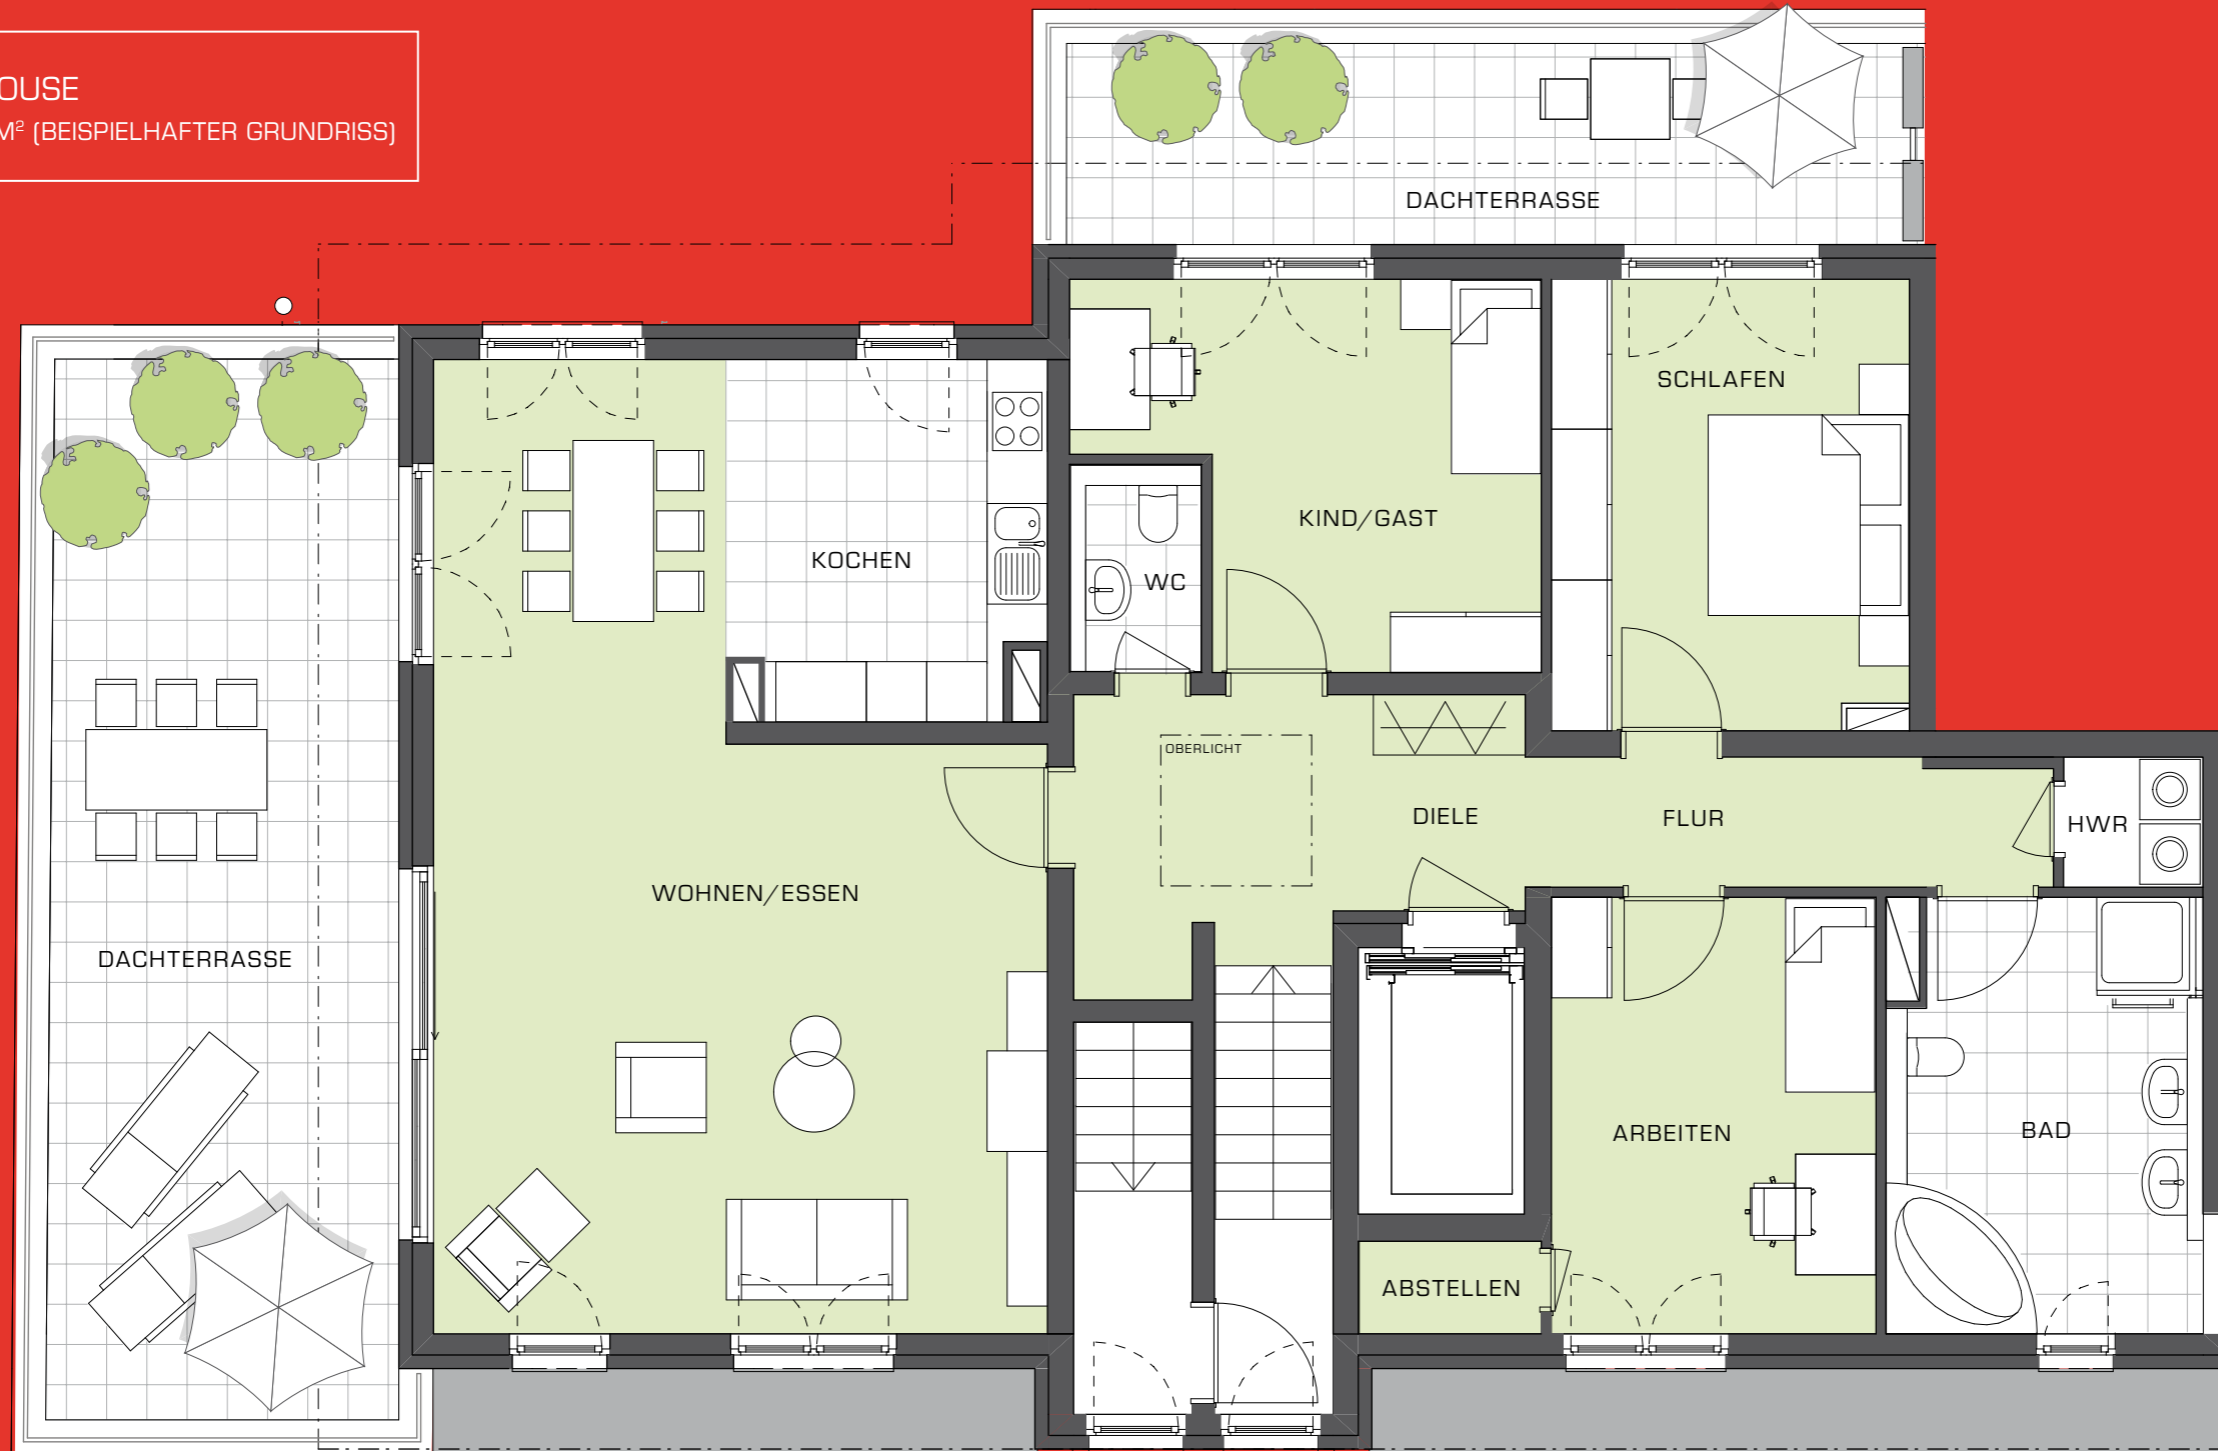 OUSE
M² (BEISPIELHAFTER GRUNDRISS)
DACHTERRASSE
SCHLAFEN
KIND/GAST
KOCHEN
WC
OBERLICHT
DIELE
FLUR
HWR
WOHNEN/ESSEN
DACHTERRASSE
ARBEITEN
BAD
ABSTELLEN